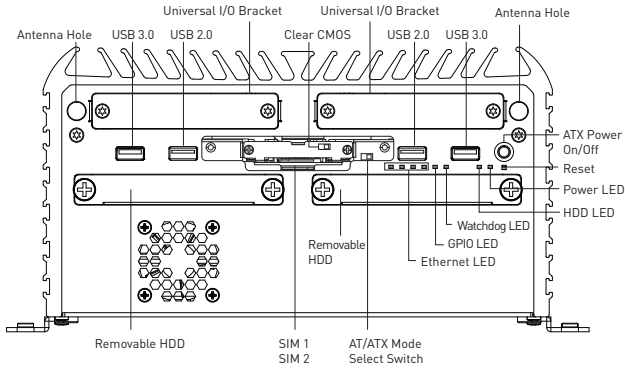 Universal I/O Bracket
Universal I/O Bracket
Antenna Hole
Antenna Hole
USB 3.0
USB 2.0
Clear CMOS
USB 2.0
USB 3.0
ATX Power
On/Off
Reset
Power LED
HDD LED
Watchdog LED
GPIO LED
Ethernet LED
Removable
HDD
Removable HDD
SIM 1
SIM 2
AT/ATX Mode
Select Switch